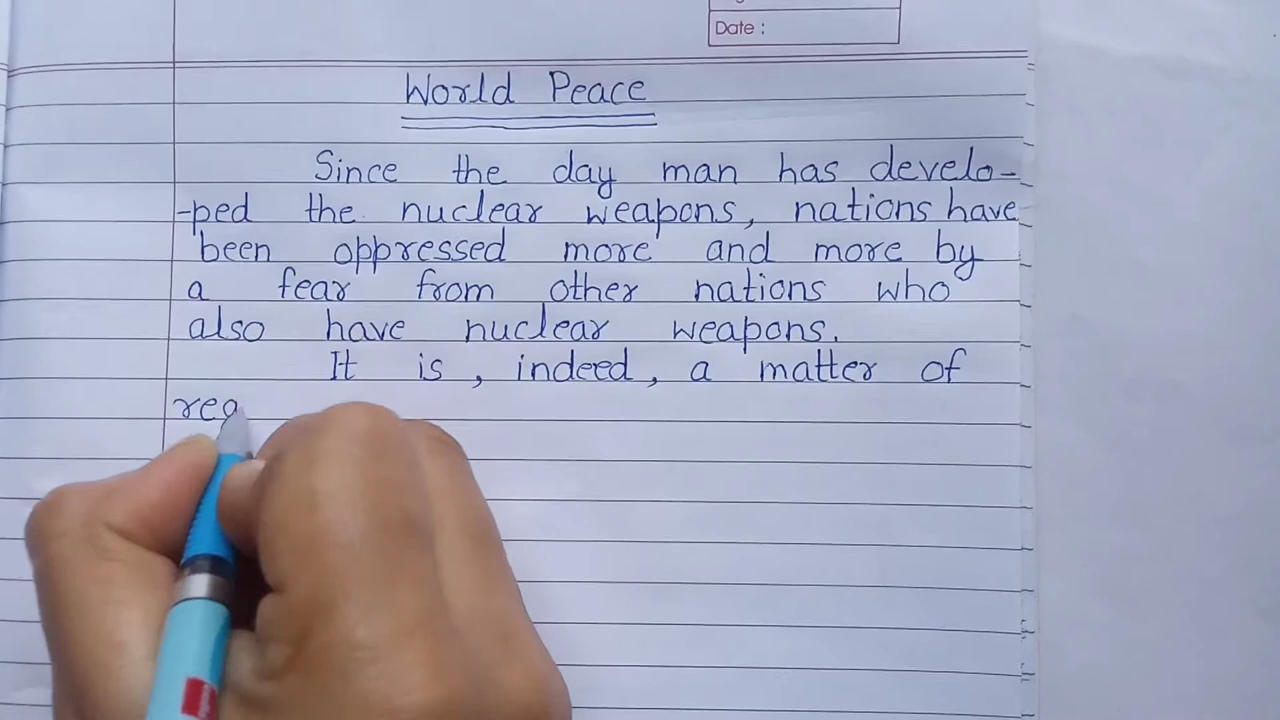 Date :
World Peace
Since the day man has develo-
-ped the nuclear weapons, nations have
been oppressed more and more by
a fear from other nations who
also have nuclear weapons.
It is , indeed, a matter of